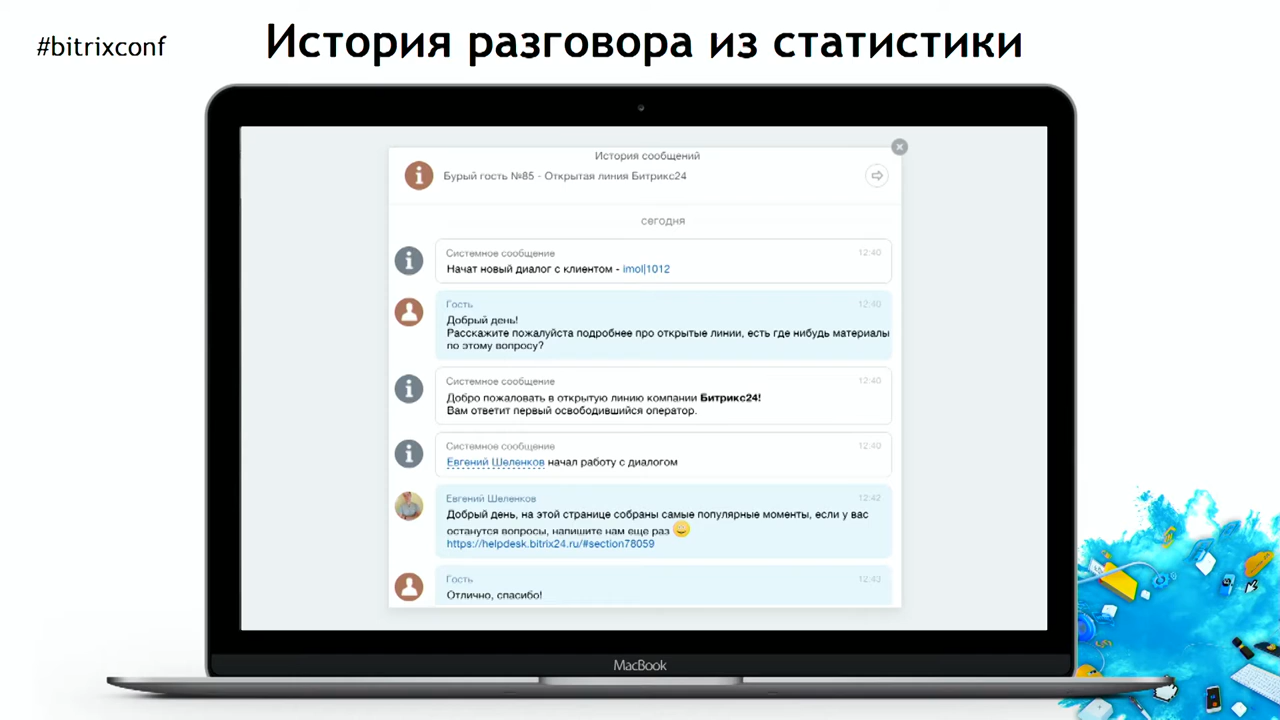 #bitrixconf
История разговора из статистики
История сообщений
Бурый гость №85 - Открытая линия Битрикс24
сегодня
Системное сообщение 12:40
Начат новый диалог с клиентом - imol|1012
Гость 12:40
Добрый день!
Расскажите пожалуйста подробнее про открытые линии, есть где нибудь материалы
по этому вопросу?
Системное сообщение 12:40
Добро пожаловать в открытую линию компании Битрикс24!
Вам ответит первый освободившийся оператор.
Системное сообщение 12:40
Евгений Шеленков начал работу с диалогом
Евгений Шеленков 12:42
Добрый день, на этой странице собраны самые популярные моменты, если у вас
останутся вопросы, напишите нам еще раз
https://helpdesk.bitrix24.ru/#section78059
Гость 12:43
Отлично, спасибо!
MacBook